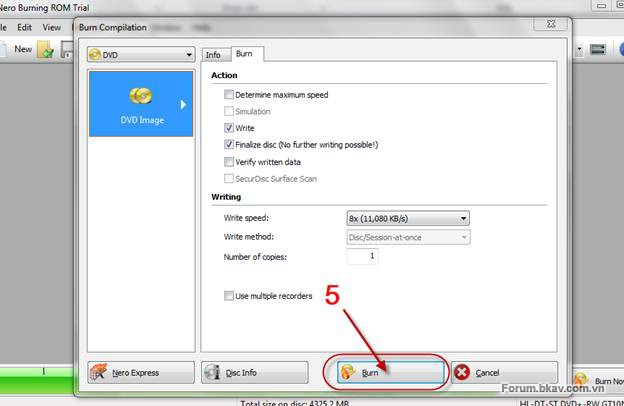 Nero Burning ROM Trial
Edit View
New
Burn Compilation
DVD
Info Burn
DVD Image
Action
Determine maximum speed
Simulation
Write
Finalize disc (No further writing possible!)
Verify written data
SecurDisc Surface Scan
Writing
Write speed: 8x (11,080 KB/s)
Write method: Disc/Session-at-once
Number of copies: 1
Use multiple recorders
5
Nero Express Disc Info Burn Cancel
Burn Now
Forum.bkav.com.vn
Total size on disc: 4325.2 MB HL-DT-ST DVD+-RW GT10N